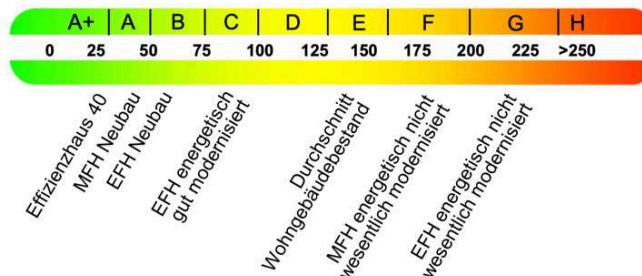 A+ A B C D E F G H
0 25 50 75 100 125 150 175 200 225 >250
Effizienzhaus 40
MFH Neubau
EFH Neubau
EFH energetisch
gut modernisiert
Durchschnitt
Wohngebäudebestand
MFH energetisch nicht
wesentlich modernisiert
EFH energetisch nicht
wesentlich modernisiert